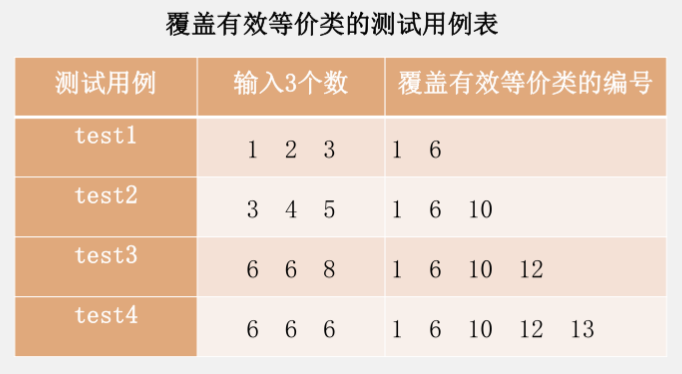 覆盖有效等价类的测试用例表
测试用例 输入3个数 覆盖有效等价类的编号
test1 1 2 3 1 6
test2 3 4 5 1 6 10
test3 6 6 8 1 6 10 12
test4 6 6 6 1 6 10 12 13